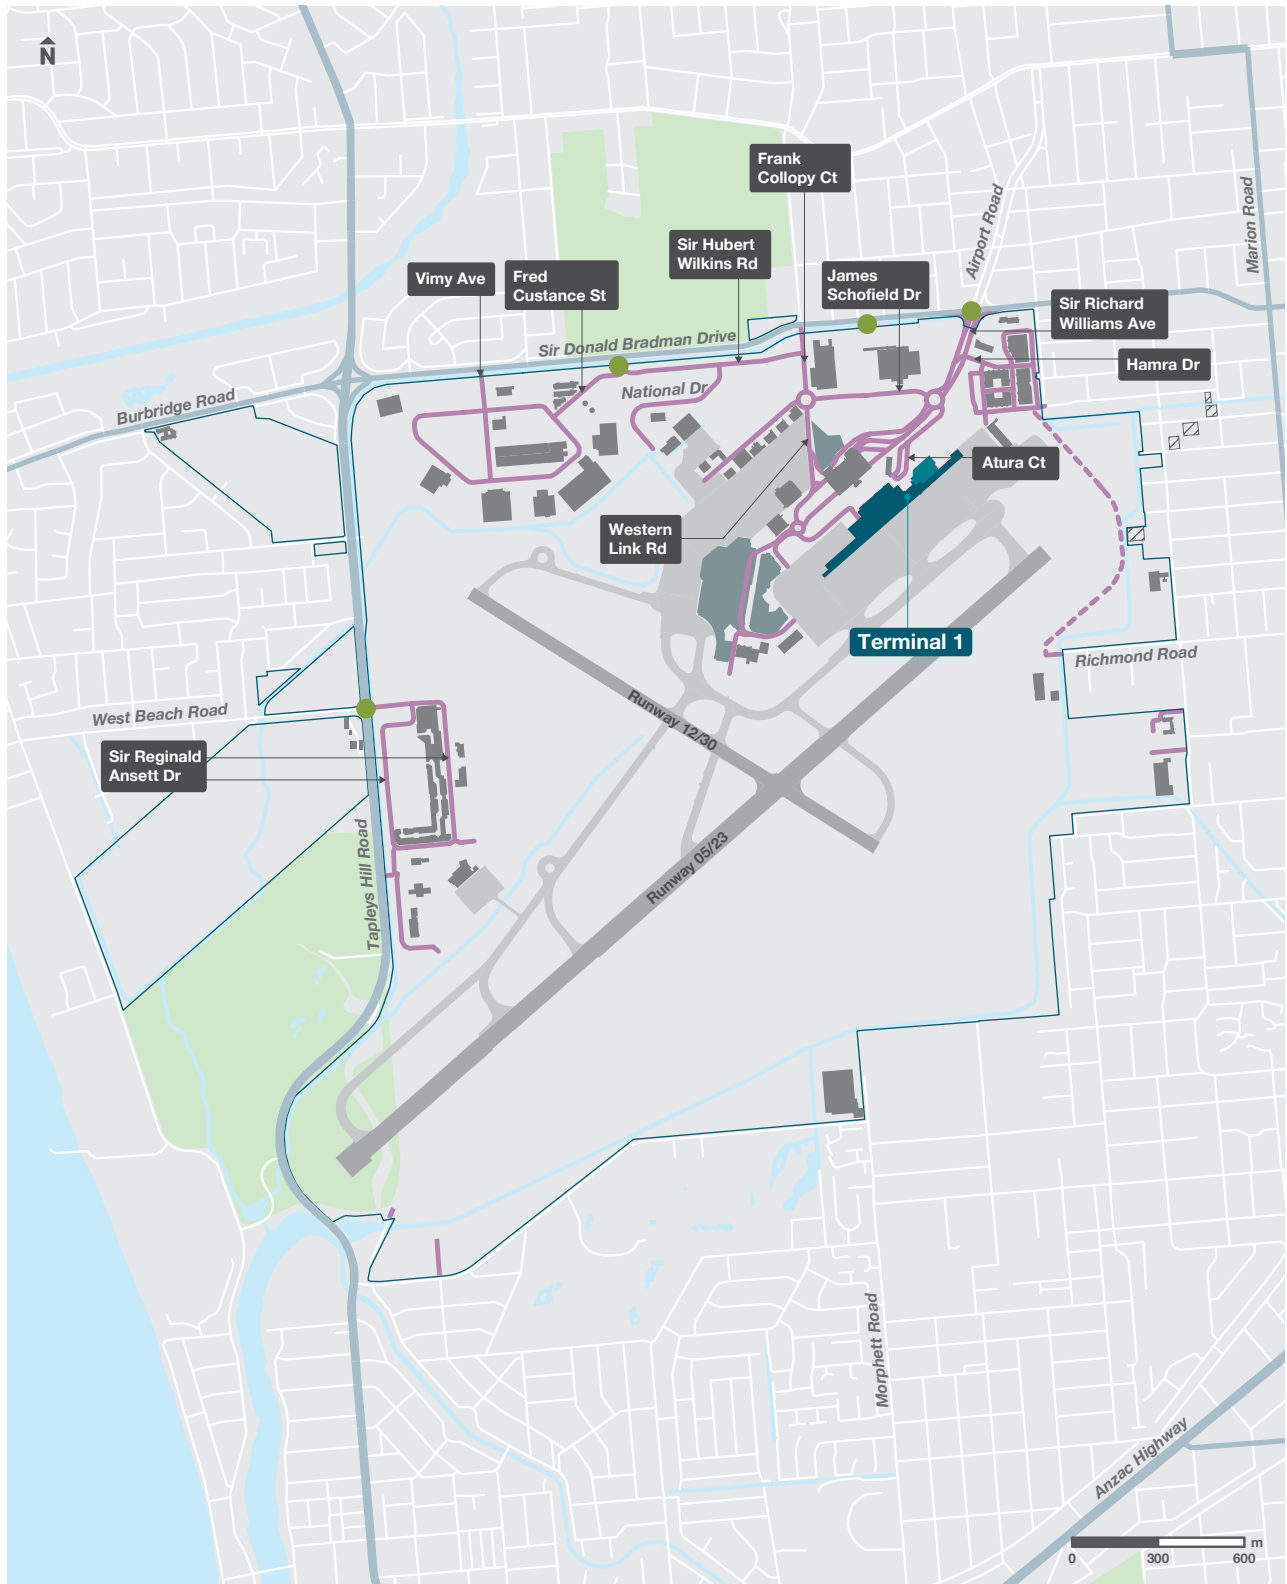 N
Frank
Collopy Ct
Airport Road
Marion Road
Sir Hubert
Wilkins Rd
Vimy Ave
Fred
Custance St
James
Schofield Dr
Sir Richard
Williams Ave
Sir Donald Bradman Drive
Hamra Dr
National Dr
Burbridge Road
Atura Ct
Western
Link Rd
Terminal 1
Richmond Road
West Beach Road
Runway 12/30
Sir Reginald
Ansett Dr
Tapleys Hill Road
Runway 05/23
Morphett Road
Anzac Highway
m
0
300
600